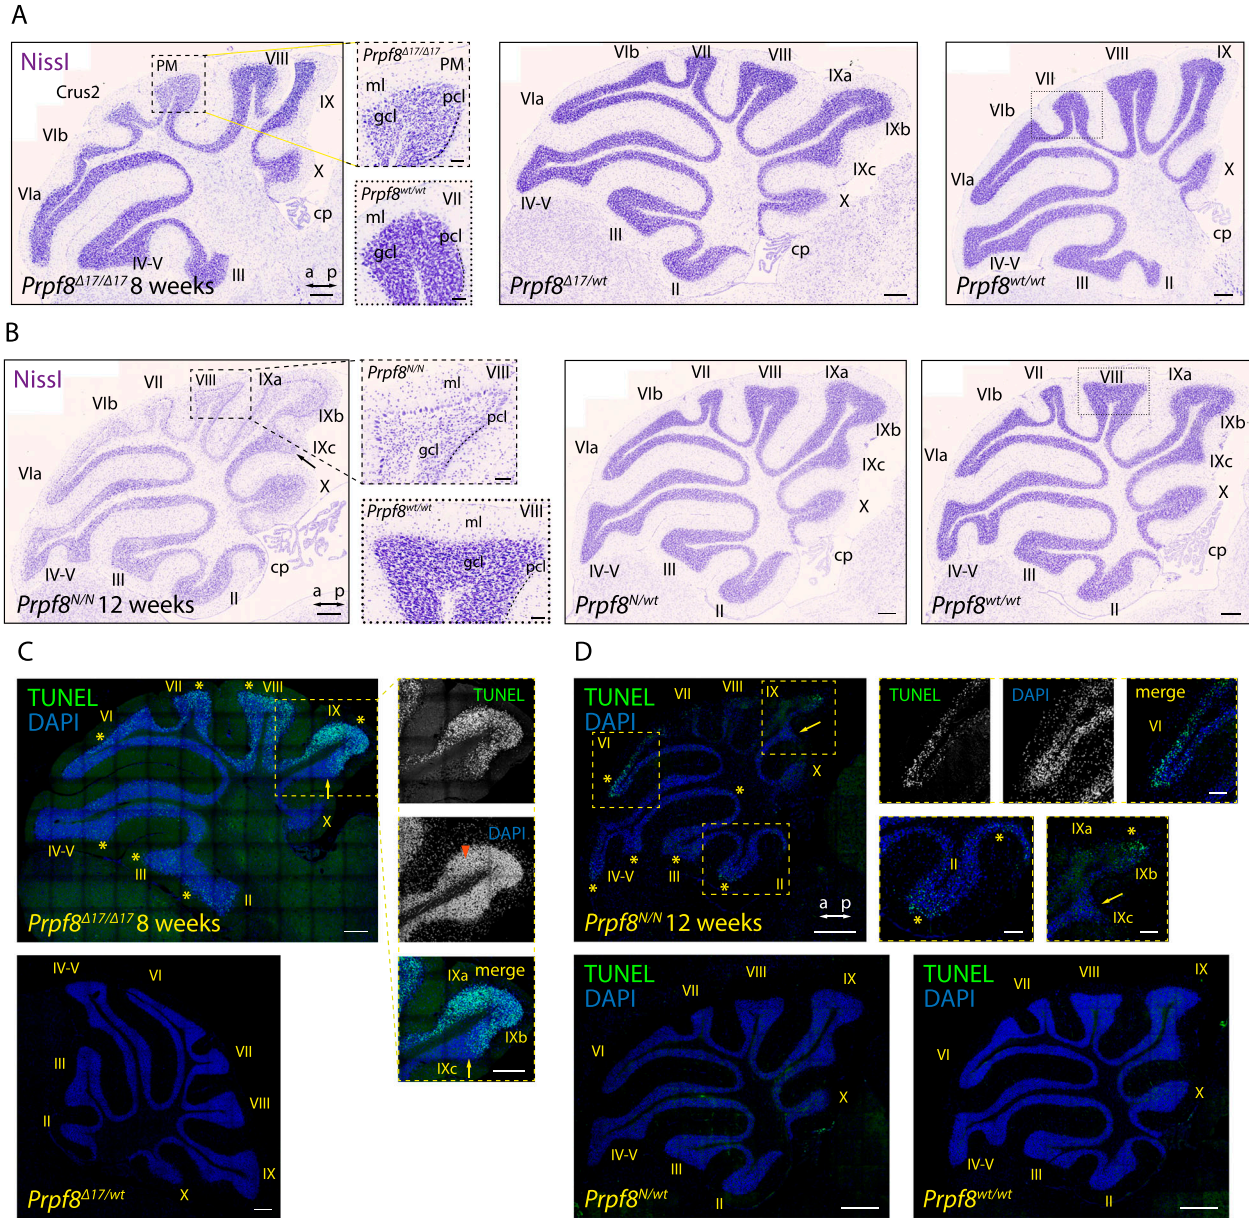 A
Nissl
PM
VIII
Crus2
IX
VIb
X
VIa
cp
IV-V
III
a p
Prpf8Δ17/Δ17 8 weeks
Prpf8Δ17/Δ17
PM
ml
pcl
gcl
Prpf8wt/wt
VII
ml
pcl
gcl
VIb
VII
VIII
IXa
VIa
IXb
IXc
IV-V
X
III
cp
II
Prpf8Δ17/wt
VIII
IX
VII
VIb
X
VIa
cp
IV-V
III
II
Prpf8wt/wt
B
Nissl
VII
VIII
IXa
VIb
IXb
IXc
VIa
X
cp
IV-V
III
II
a p
Prpf8N/N 12 weeks
Prpf8N/N
VIII
ml
pcl
gcl
Prpf8wt/wt
VIII
ml
gcl
pcl
VII
VIII
IXa
VIb
IXb
VIa
IXc
X
cp
IV-V
III
II
Prpf8N/wt
VII
VIII
IXa
VIb
IXb
VIa
IXc
X
cp
IV-V
III
II
Prpf8wt/wt
C
TUNEL
DAPI
VII * * VIII
VI
*
IX
*
X
IV-V
*
*
III
*
II
Prpf8Δ17/Δ17 8 weeks
TUNEL
DAPI
IXa merge
IXb
IXc
IV-V
VI
III
VII
VIII
II
IX
X
Prpf8Δ17/wt
D
TUNEL
DAPI
VII
VIII
IX
VI
*
X
*
IV-V
*
*
III
*
*
II
a p
Prpf8N/N 12 weeks
TUNEL
DAPI
merge
VI
*
II
*
IXa *
IXb
IXc
TUNEL
DAPI
VII
VIII
IX
VI
X
IV-V
III
II
Prpf8N/wt
TUNEL
DAPI
VII
VIII
IX
VI
X
IV-V
III
II
Prpf8wt/wt